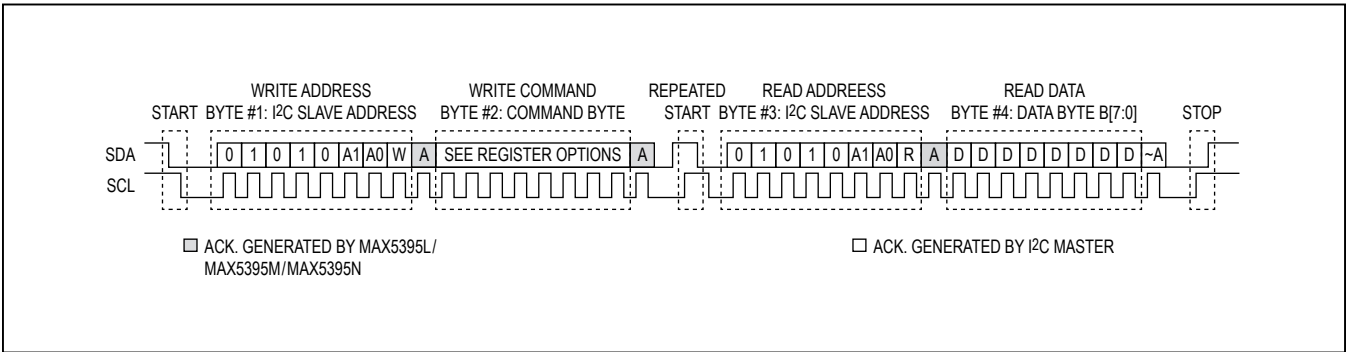 WRITE ADDRESS WRITE COMMAND REPEATED READ ADDREESS READ DATA
START BYTE #1: I2C SLAVE ADDRESS BYTE #2: COMMAND BYTE START BYTE #3: I2C SLAVE ADDRESS BYTE #4: DATA BYTE B[7:0] STOP
SDA 0 1 0 1 0 A1 A0 W A SEE REGISTER OPTIONS A 0 1 0 1 0 A1 A0 R A D D D D D D D D ~A
SCL
ACK. GENERATED BY MAX5395L/ ACK. GENERATED BY I2C MASTER
MAX5395M/MAX5395N